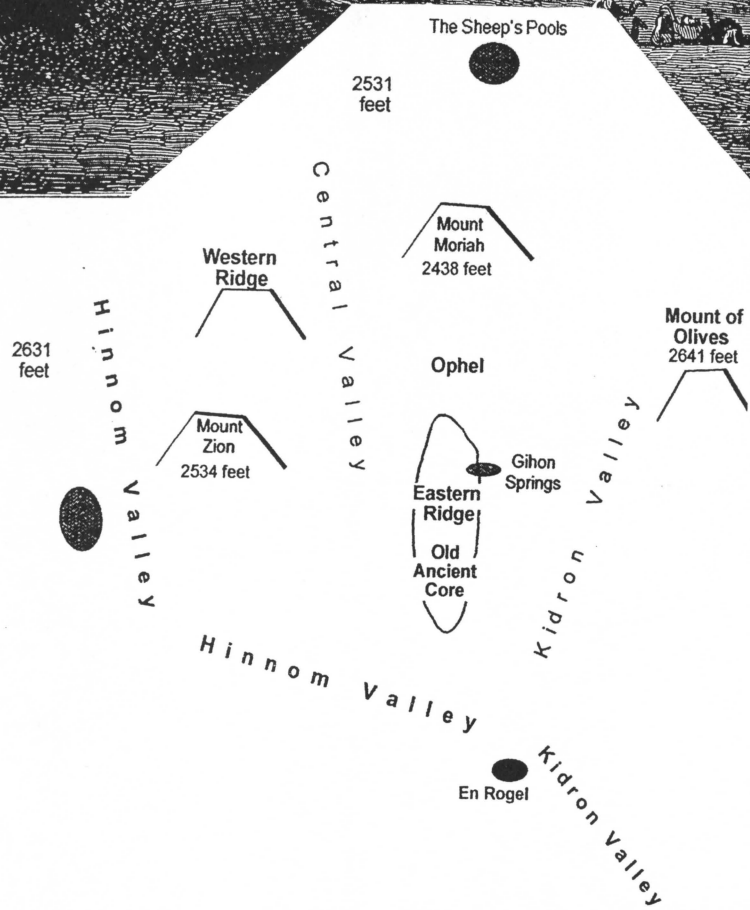 The Sheep's Pools
2531
feet
Central Valley
Mount
Moriah
2438 feet
Western
Ridge
Hinnom Valley
2631
feet
Mount of
Olives
2641 feet
Ophel
Mount
Zion
2534 feet
Kidron Valley
Gihon
Springs
Eastern
Ridge
Old
Ancient
Core
Hinnom Valley
En Rogel
Kidron Valley